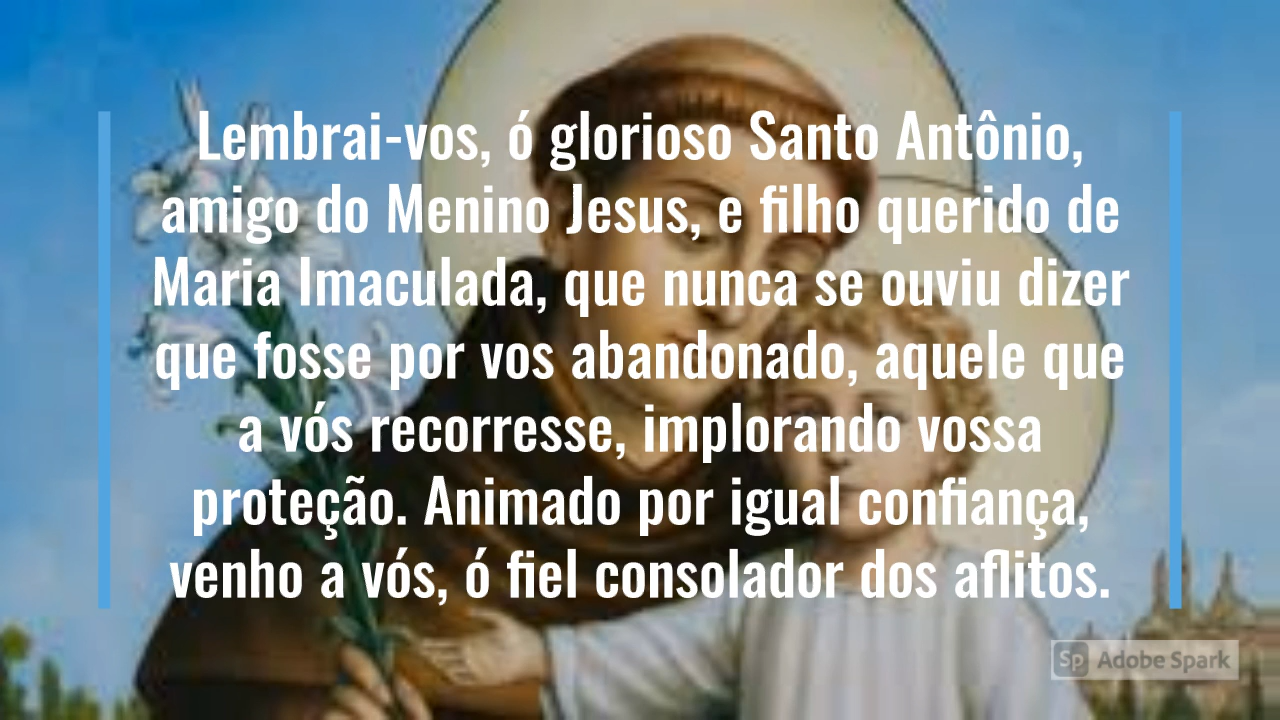 Lembrai-vos, ó glorioso Santo Antônio,
amigo do Menino Jesus, e filho querido de
Maria Imaculada, que nunca se ouviu dizer
que fosse por vos abandonado, aquele que
a vós recorresse, implorando vossa
proteção. Animado por igual confiança,
venho a vós, ó fiel consolador dos aflitos.
Sp Adobe Spark